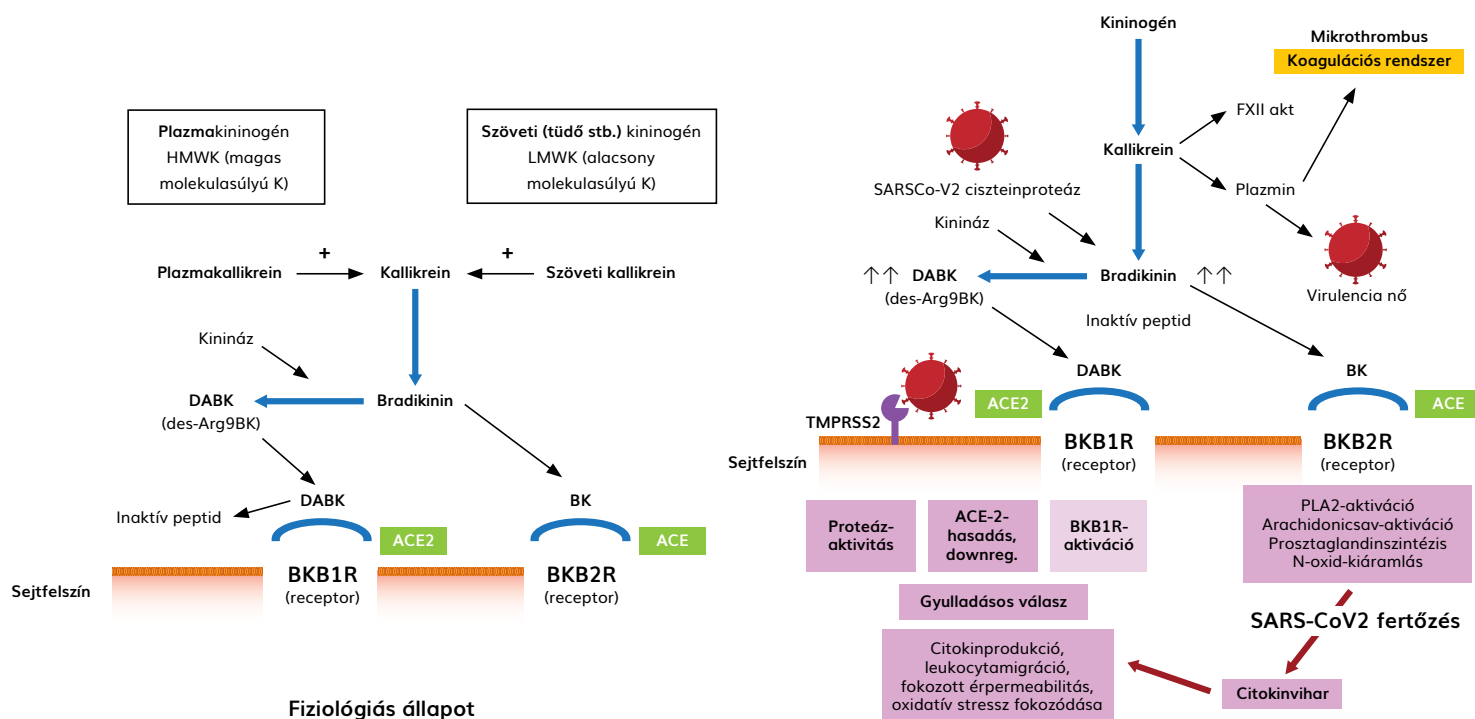 Plazmakininogén
HMWK (magas
molekulasúlyú K)
Szöveti (tüdő stb.) kininogén
LMWK (alacsony
molekulasúlyú K)
+
+
Plazmakallikrein
Kallikrein
Szöveti kallikrein
Kinináz
DABK
(des-Arg9BK)
Bradikinin
DABK
BK
Inaktív peptid
ACE2
ACE
BKB1R
(receptor)
BKB2R
(receptor)
Sejtfelszín
Fiziológiás állapot
Kininogén
Mikrothrombus
Koagulációs rendszer
FXII akt
Kallikrein
Plazmin
SARSCo-V2 ciszteinproteáz
Kinináz
↑↑ DABK
(des-Arg9BK)
Bradikinin ↑↑
Virulencia nő
Inaktív peptid
DABK
BK
ACE2
ACE
TMPRSS2
BKB1R
(receptor)
BKB2R
(receptor)
Sejtfelszín
Proteáz-
aktivitás
ACE-2-
hasadás,
downreg.
BKB1R-
aktiváció
PLA2-aktiváció
Arachidonicsav-aktiváció
Prosztaglandinszintézis
N-oxid-kiáramlás
Gyulladásos válasz
SARS-CoV2 fertőzés
Citokinprodukció,
leukocytamigráció,
fokozott érpermeabilitás,
oxidatív stressz fokozódása
Citokinvihar